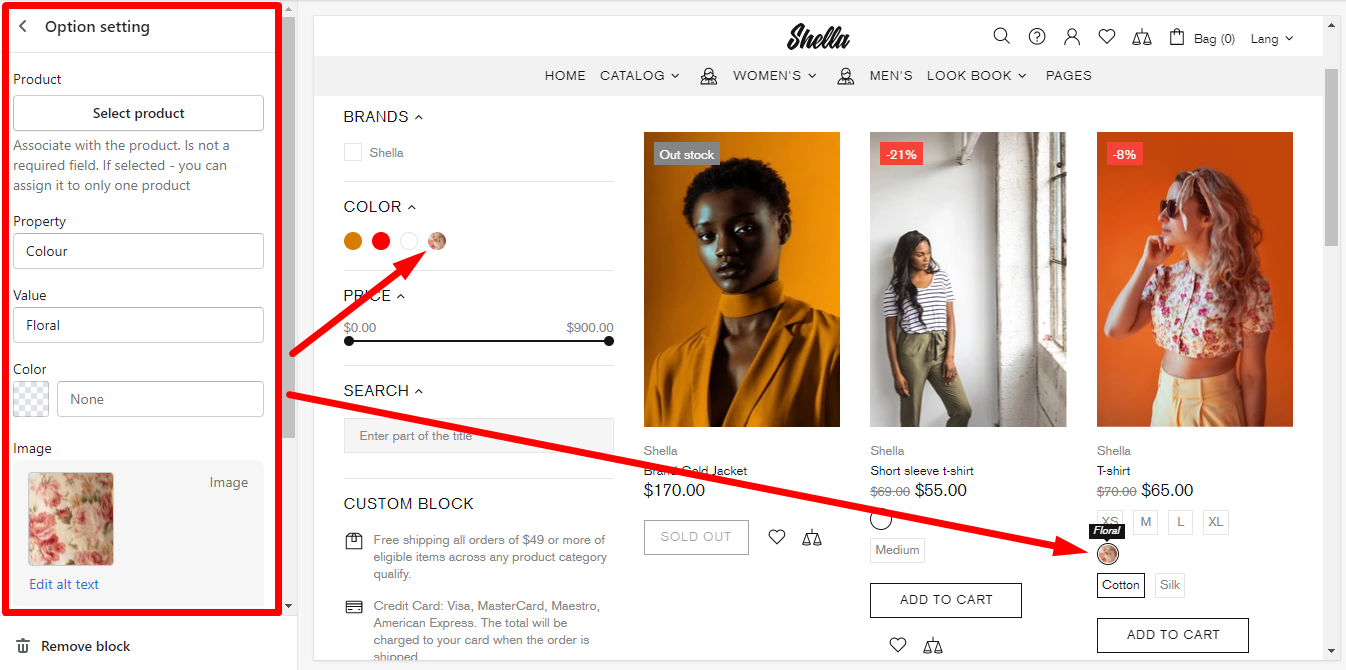 Option setting
Product
Select product
Associate with the product. Is not a
required field. If selected - you can
assign it to only one product
Property
Colour
Value
Floral
Color
None
Image
Image
Edit alt text
Remove block
Shella
Bag (0)
Lang
HOME
CATALOG
WOMEN'S
MEN'S
LOOK BOOK
PAGES
BRANDS
Shella
COLOR
PRICE
$0.00
$900.00
SEARCH
Enter part of the title
CUSTOM BLOCK
Free shipping all orders of $49 or more of
eligible items across any product category
qualify.
Credit Card: Visa, MasterCard, Maestro,
American Express. The total will be
charged to your card when the order is
shipped
Out stock
Shella
Brand Gold Jacket
$170.00
SOLD OUT
-21%
Shella
Short sleeve t-shirt
$69.00 $55.00
Medium
ADD TO CART
-8%
Shella
T-shirt
$70.00 $65.00
XS
M
L
XL
Floral
Cotton
Silk
ADD TO CART